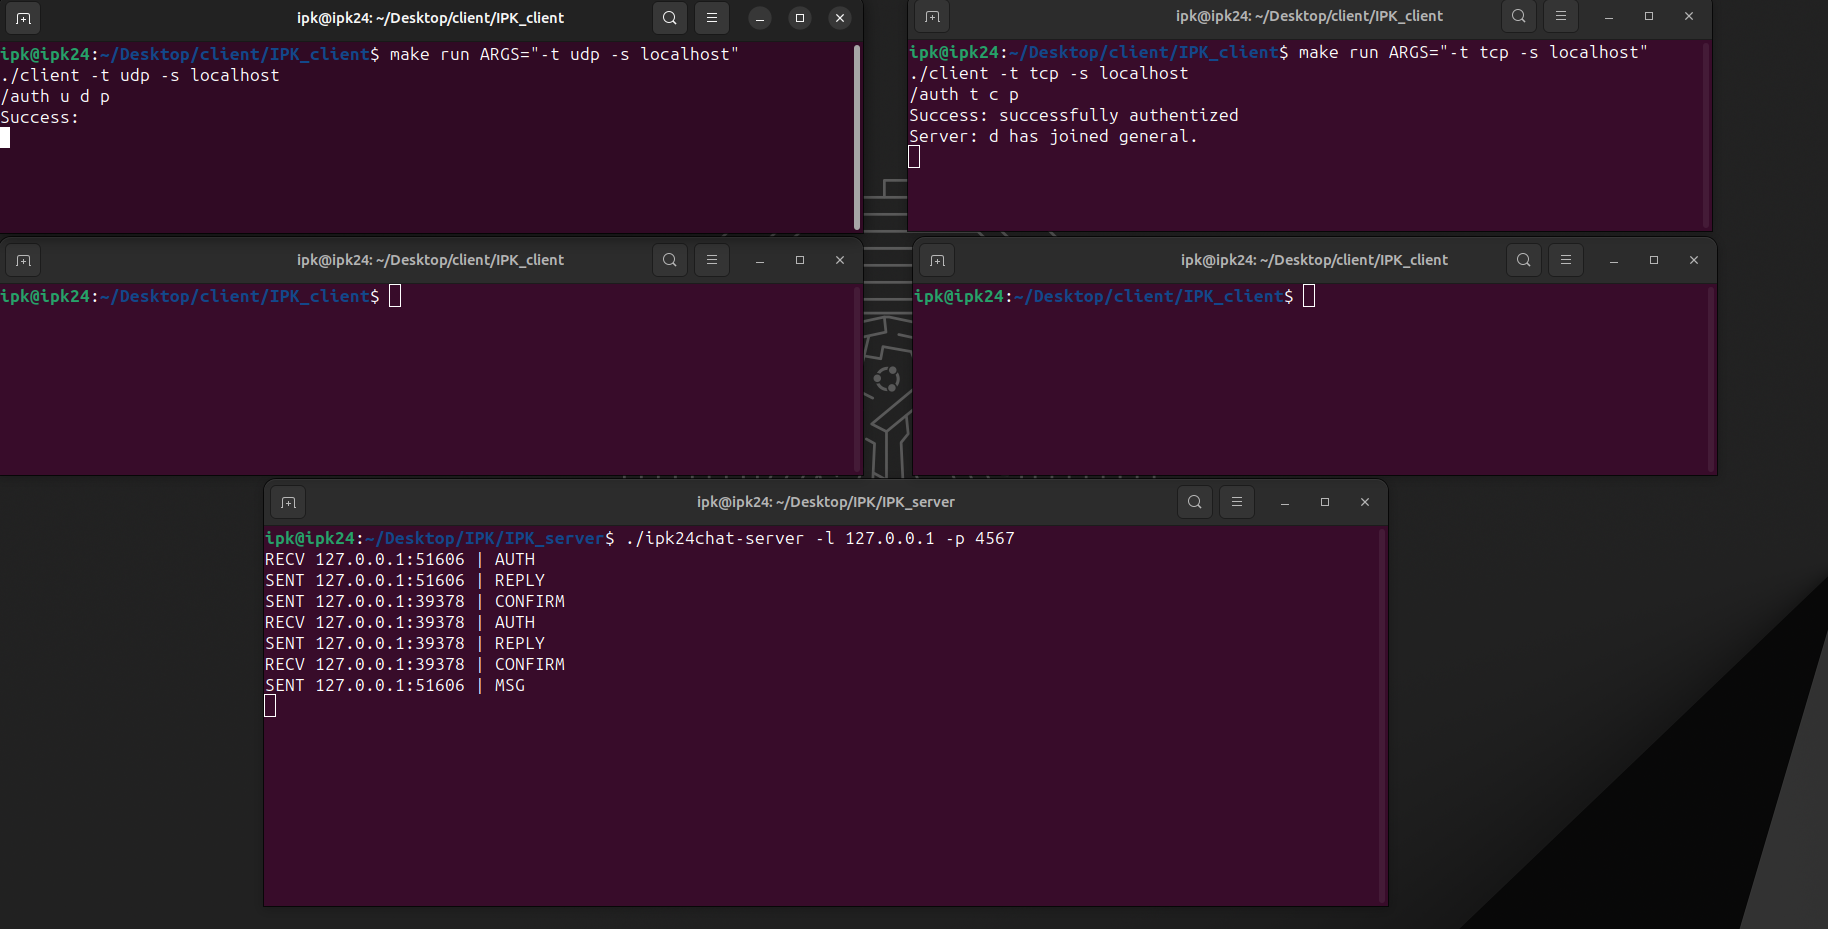 ipk@ipk24: ~/Desktop/client/IPK_client
ipk@ipk24:~/Desktop/client/IPK_client$ make run ARGS="-t udp -s localhost"
./client -t udp -s localhost
/auth u d p
Success:
ipk@ipk24: ~/Desktop/client/IPK_client
ipk@ipk24:~/Desktop/client/IPK_client$ make run ARGS="-t tcp -s localhost"
./client -t tcp -s localhost
/auth t c p
Success: successfully authentized
Server: d has joined general.
ipk@ipk24: ~/Desktop/client/IPK_client
ipk@ipk24:~/Desktop/client/IPK_client$
ipk@ipk24: ~/Desktop/client/IPK_client
ipk@ipk24:~/Desktop/client/IPK_client$
ipk@ipk24: ~/Desktop/IPK/IPK_server
ipk@ipk24:~/Desktop/IPK/IPK_server$ ./ipk24chat-server -l 127.0.0.1 -p 4567
RECV 127.0.0.1:51606 | AUTH
SENT 127.0.0.1:51606 | REPLY
SENT 127.0.0.1:39378 | CONFIRM
RECV 127.0.0.1:39378 | AUTH
SENT 127.0.0.1:39378 | REPLY
RECV 127.0.0.1:39378 | CONFIRM
SENT 127.0.0.1:51606 | MSG